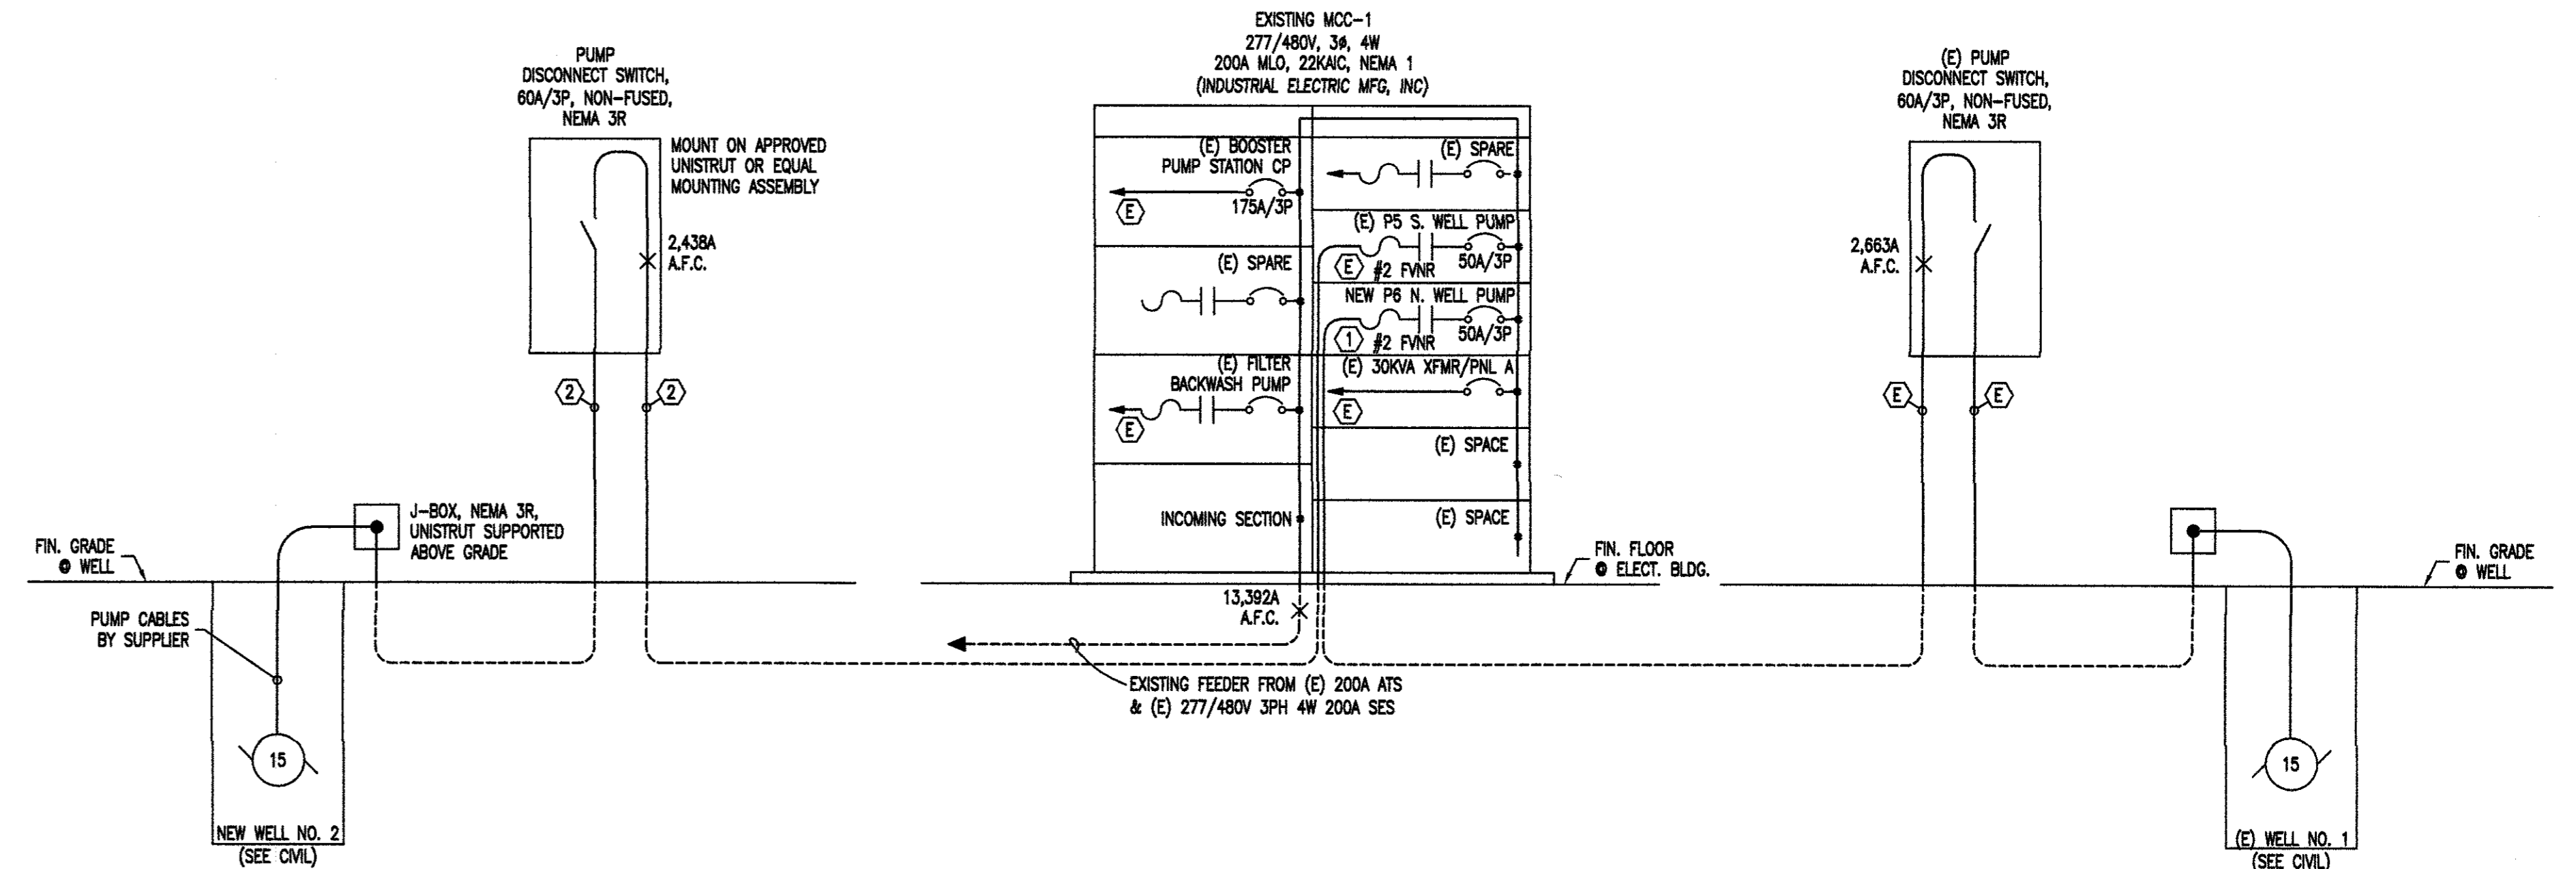 EXISTING MCC-1
277/480V, 3ø, 4W
200A MLO, 22KAIC, NEMA 1
(INDUSTRIAL ELECTRIC MFG, INC)
PUMP
DISCONNECT SWITCH,
60A/3P, NON-FUSED,
NEMA 3R
MOUNT ON APPROVED
UNISTRUT OR EQUAL
MOUNTING ASSEMBLY
2,438A
A.F.C.
2
2
J-BOX, NEMA 3R,
UNISTRUT SUPPORTED
ABOVE GRADE
FIN. GRADE
@ WELL
PUMP CABLES
BY SUPPLIER
15
NEW WELL NO. 2
(SEE CIVIL)
(E) BOOSTER
PUMP STATION CP
175A/3P
E
(E) SPARE
(E) FILTER
BACKWASH PUMP
E
INCOMING SECTION
(E) SPARE
(E) P5 S. WELL PUMP
50A/3P
E
#2 FVNR
NEW P6 N. WELL PUMP
50A/3P
1
#2 FVNR
(E) 30KVA XFMR/PNL A
E
(E) SPACE
(E) SPACE
FIN. FLOOR
@ ELECT. BLDG.
13,392A
A.F.C.
EXISTING FEEDER FROM (E) 200A ATS
& (E) 277/480V 3PH 4W 200A SES
(E) PUMP
DISCONNECT SWITCH,
60A/3P, NON-FUSED,
NEMA 3R
2,663A
A.F.C.
E
E
FIN. GRADE
@ WELL
15
(E) WELL NO. 1
(SEE CIVIL)